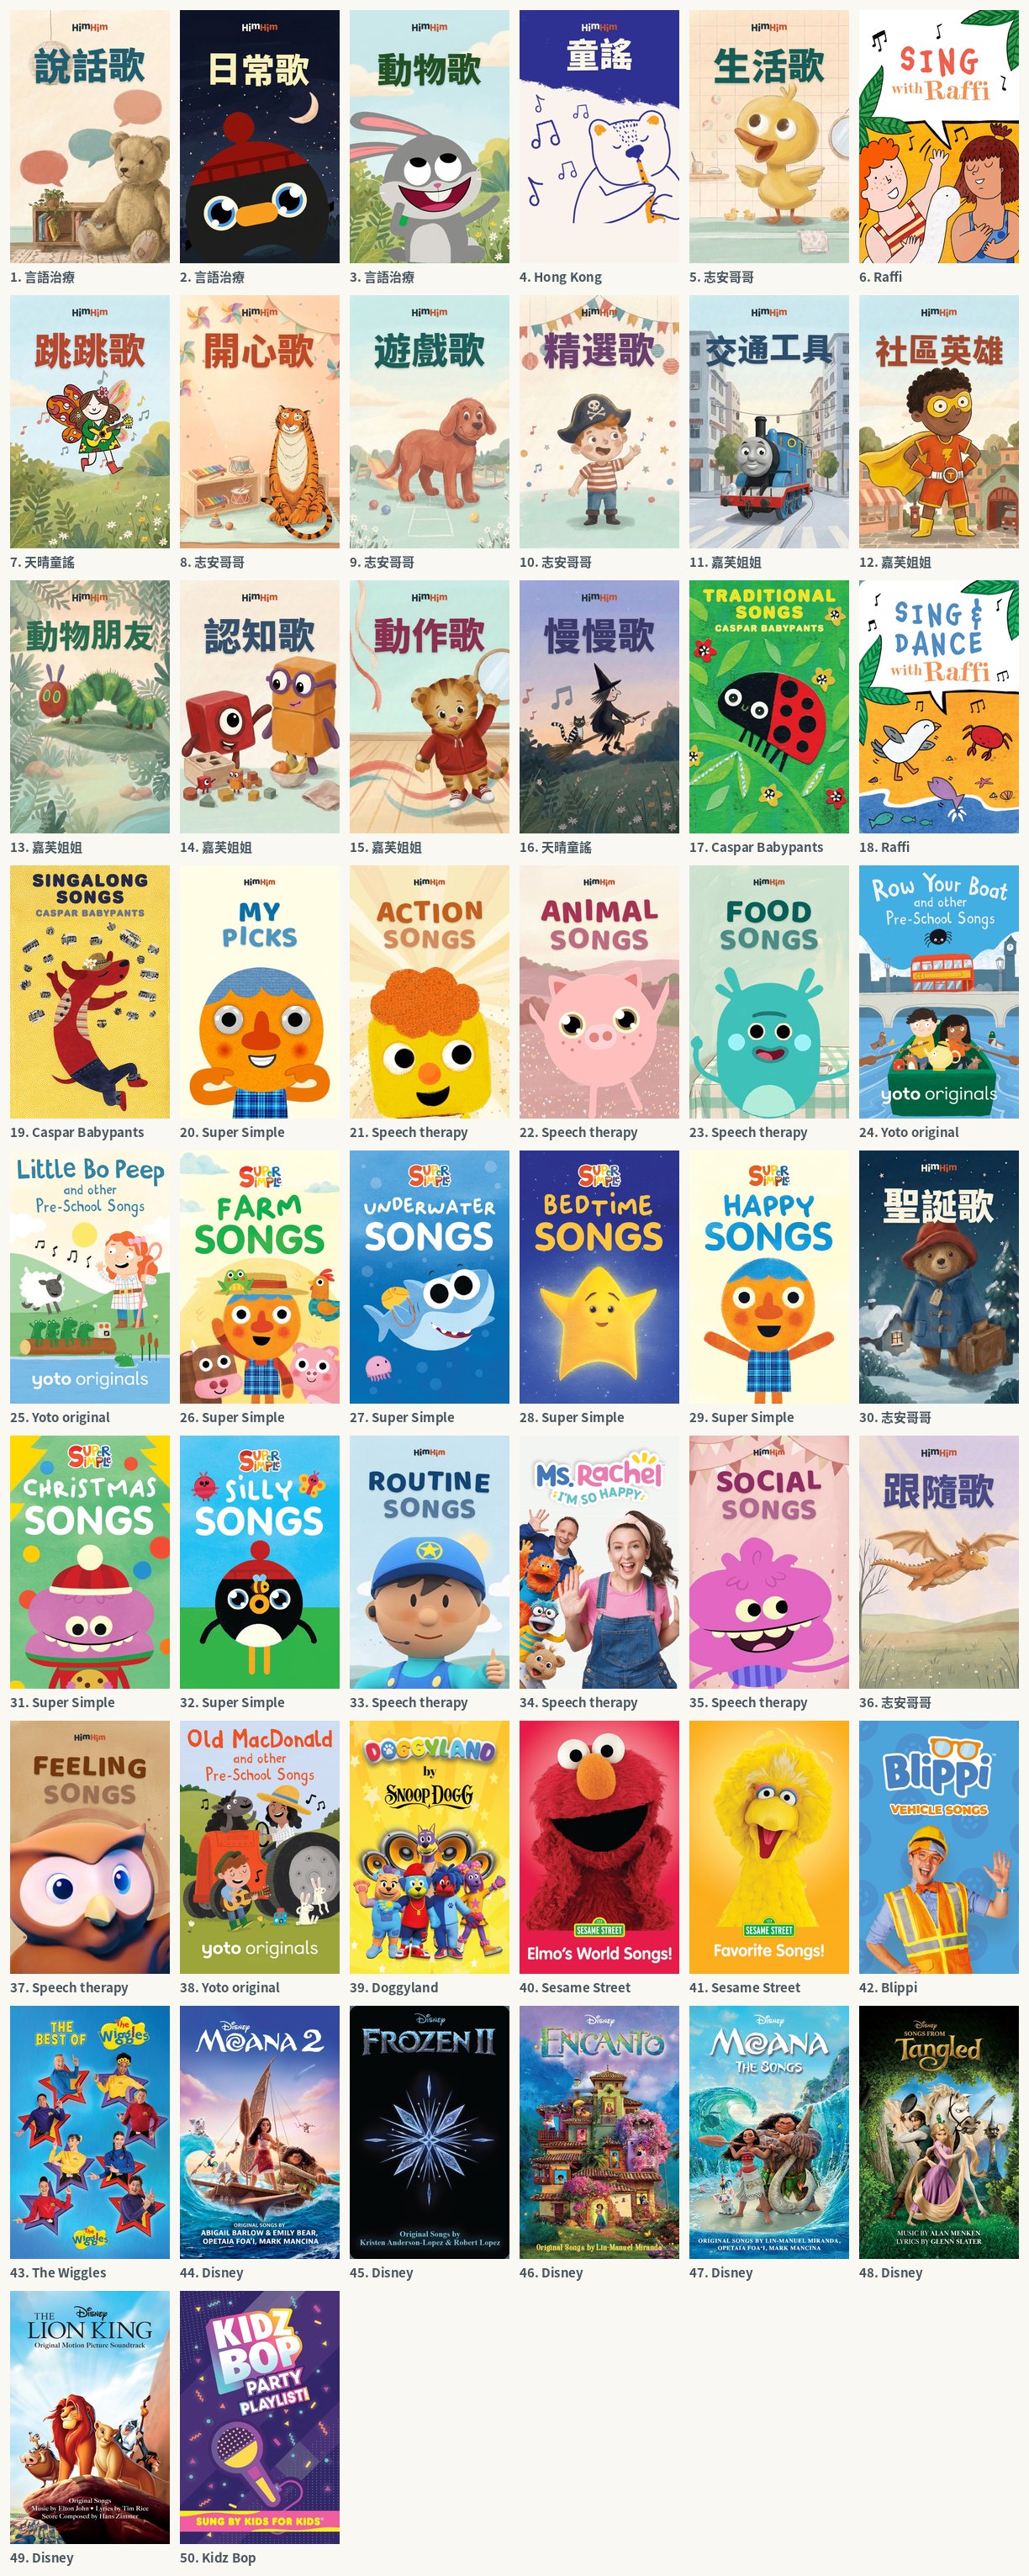 HimHim
說話歌
1. 言語治療
HimHim
日常歌
2. 言語治療
HimHim
動物歌
3. 言語治療
HimHim
童謠
4. Hong Kong
HimHim
生活歌
5. 志安哥哥
SING
with Raffi
6. Raffi
HimHim
跳跳歌
7. 天晴童謠
HimHim
開心歌
8. 志安哥哥
HimHim
遊戲歌
9. 志安哥哥
HimHim
精選歌
10. 志安哥哥
HimHim
交通工具
11. 嘉芙姐姐
HimHim
社區英雄
12. 嘉芙姐姐
HimHim
動物朋友
13. 嘉芙姐姐
HimHim
認知歌
14. 嘉芙姐姐
HimHim
動作歌
15. 嘉芙姐姐
HimHim
慢慢歌
16. 天晴童謠
TRADITIONAL
SONGS
CASPAR BABYPANTS
17. Caspar Babypants
SING &
DANCE
with Raffi
18. Raffi
SINGALONG
SONGS
CASPAR BABYPANTS
19. Caspar Babypants
HimHim
MY
PICKS
20. Super Simple
HimHim
ACTION
SONGS
21. Speech therapy
HimHim
ANIMAL
SONGS
22. Speech therapy
HimHim
FOOD
SONGS
23. Speech therapy
Row Your Boat
and other
Pre-School Songs
yoto originals
24. Yoto original
Little Bo Peep
and other
Pre-School Songs
yoto originals
25. Yoto original
SUPER
SIMPLE
FARM
SONGS
26. Super Simple
SUPER
SIMPLE
UNDERWATER
SONGS
27. Super Simple
SUPER
SIMPLE
BEDTIME
SONGS
28. Super Simple
SUPER
SIMPLE
HAPPY
SONGS
29. Super Simple
HimHim
聖誕歌
30. 志安哥哥
SUPER
SIMPLE
CHRISTMAS
SONGS
31. Super Simple
SUPER
SIMPLE
SILLY
SONGS
32. Super Simple
HimHim
ROUTINE
SONGS
33. Speech therapy
Ms. Rachel
I'M SO HAPPY
34. Speech therapy
HimHim
SOCIAL
SONGS
35. Speech therapy
HimHim
跟隨歌
36. 志安哥哥
HimHim
FEELING
SONGS
37. Speech therapy
Old MacDonald
and other
Pre-School Songs
yoto originals
38. Yoto original
DOGGYLAND
by
SNOOP DOGG
39. Doggyland
SESAME STREET
Elmo's World Songs!
40. Sesame Street
SESAME STREET
Favorite Songs!
41. Sesame Street
Blippi
VEHICLE SONGS
42. Blippi
THE
BEST OF
The
Wiggles
The
Wiggles
43. The Wiggles
Disney
MOANA 2
ORIGINAL SONGS BY
ABIGAIL BARLOW & EMILY BEAR,
OPETAIA FOA'I, MARK MANCINA
44. Disney
Disney
FROZEN II
Original Songs by
Kristen Anderson-Lopez & Robert Lopez
45. Disney
Disney
ENCANTO
Original Songs by Lin-Manuel Miranda
46. Disney
Disney
MOANA
THE SONGS
ORIGINAL SONGS BY LIN-MANUEL MIRANDA,
OPETAIA FOA'I, MARK MANCINA
47. Disney
Disney
SONGS FROM
Tangled
MUSIC BY ALAN MENKEN
LYRICS BY GLENN SLATER
48. Disney
Disney
THE
LION KING
Original Motion Picture Soundtrack
Original Songs
Music by Elton John • Lyrics by Tim Rice
Score Composed by Hans Zimmer
49. Disney
KIDZ
BOP
PARTY
PLAYLIST!
SUNG BY KIDS FOR KIDS
50. Kidz Bop